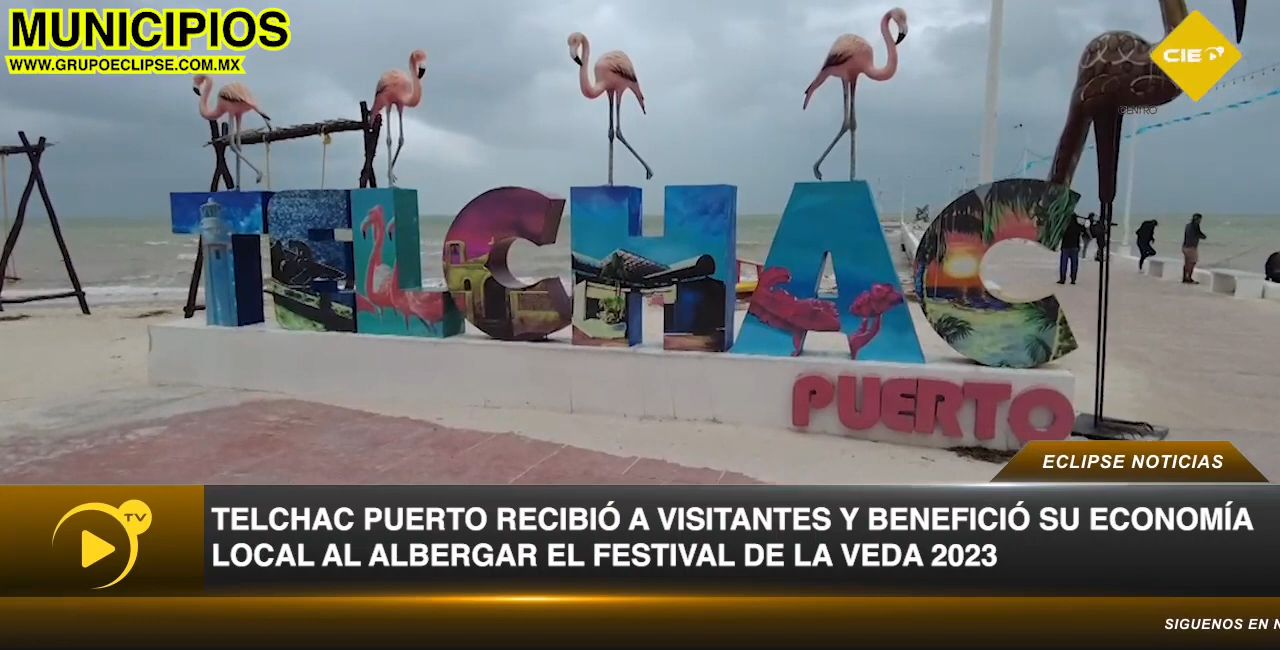 MUNICIPIOS
WWW.GRUPOECLIPSE.COM.MX
CIE
CENTRO
TELCHAC
PUERTO
ECLIPSE NOTICIAS
TV
TELCHAC PUERTO RECIBIÓ A VISITANTES Y BENEFICIÓ SU ECONOMÍA
LOCAL AL ALBERGAR EL FESTIVAL DE LA VEDA 2023
SIGUENOS EN N